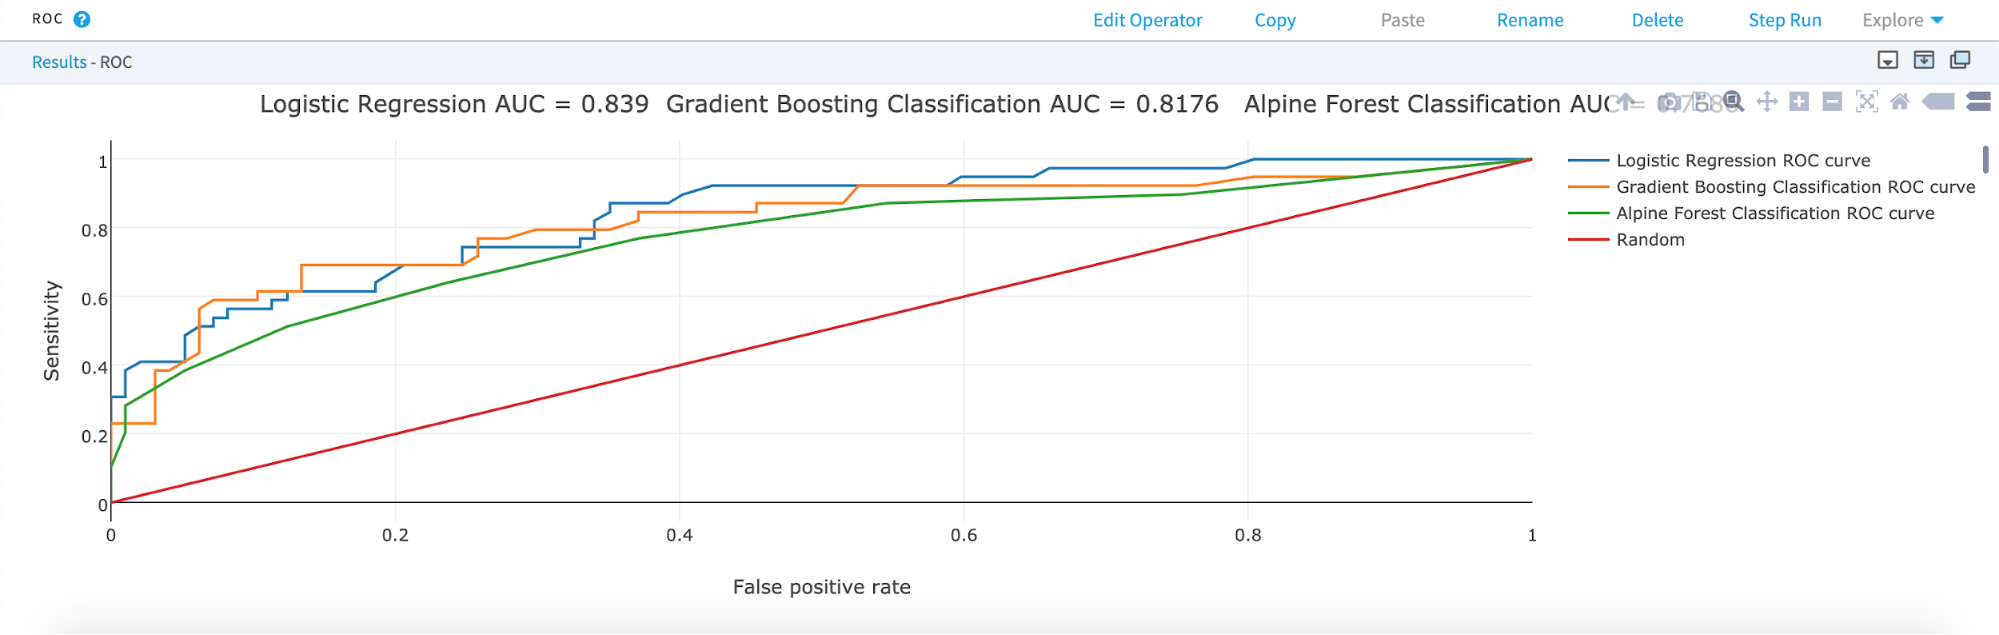 ROC ? Edit Operator Copy Paste Rename Delete Step Run Explore
Results - ROC
Logistic Regression AUC = 0.839 Gradient Boosting Classification AUC = 0.8176 Alpine Forest Classification AUC =
Logistic Regression ROC curve
Gradient Boosting Classification ROC curve
Alpine Forest Classification ROC curve
Random
Sensitivity
1
0.8
0.6
0.4
0.2
0
0 0.2 0.4 0.6 0.8 1
False positive rate